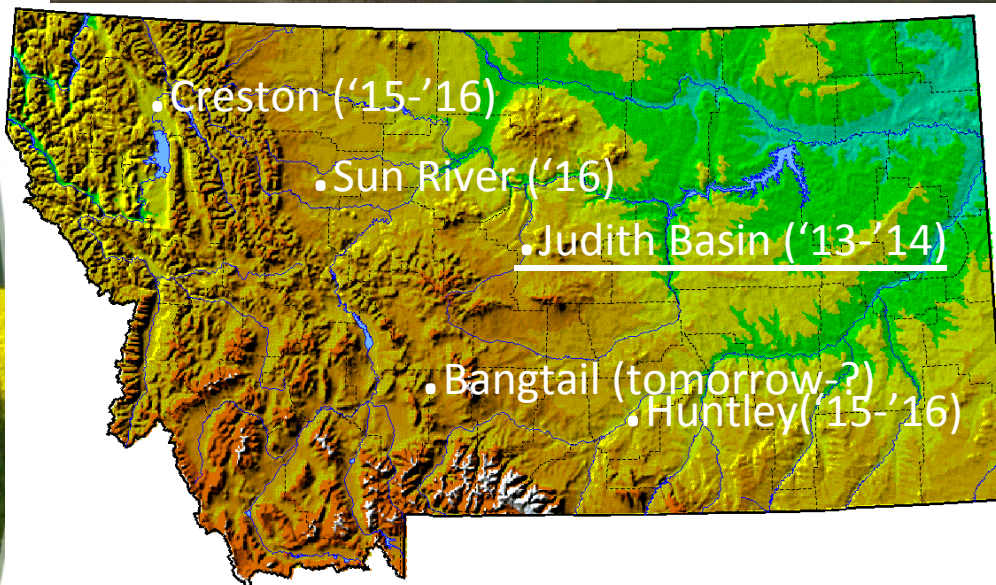 Creston (‘15-’16)
Sun River (‘16)
Judith Basin (‘13-’14)
Bangtail (tomorrow-?)
Huntley(‘15-’16)